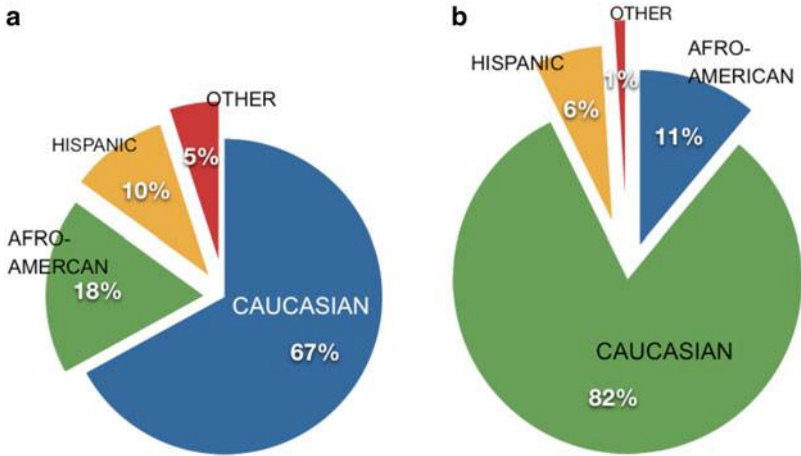 a
OTHER
5%
HISPANIC
10%
AFRO-
AMERCAN
18%
CAUCASIAN
67%
b
OTHER
1%
HISPANIC
6%
AFRO-
AMERICAN
11%
CAUCASIAN
82%